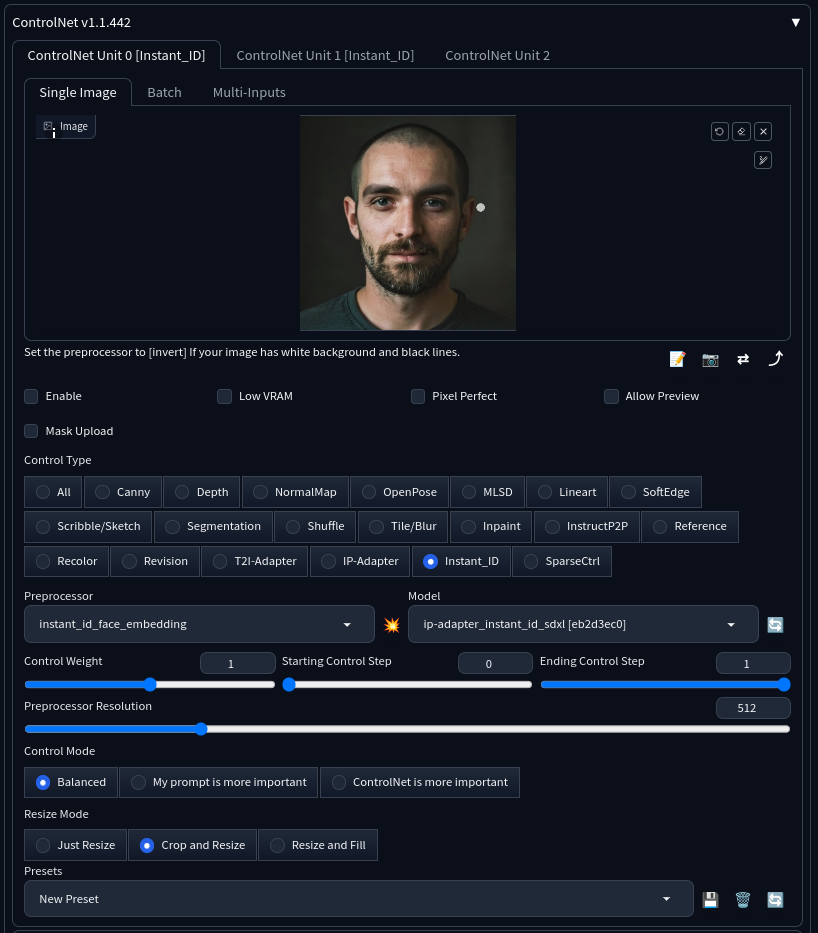 ControlNet v1.1.442
ControlNet Unit 0 [Instant_ID] ControlNet Unit 1 [Instant_ID] ControlNet Unit 2
Single Image Batch Multi-Inputs
Image
Set the preprocessor to [invert] If your image has white background and black lines.
Enable Low VRAM Pixel Perfect Allow Preview
Mask Upload
Control Type
All Canny Depth NormalMap OpenPose MLSD Lineart SoftEdge
Scribble/Sketch Segmentation Shuffle Tile/Blur Inpaint InstructP2P Reference
Recolor Revision T2I-Adapter IP-Adapter Instant_ID SparseCtrl
Preprocessor Model
instant_id_face_embedding ip-adapter_instant_id_sdxl [eb2d3ec0]
Control Weight 1 Starting Control Step 0 Ending Control Step 1
Preprocessor Resolution 512
Control Mode
Balanced My prompt is more important ControlNet is more important
Resize Mode
Just Resize Crop and Resize Resize and Fill
Presets
New Preset